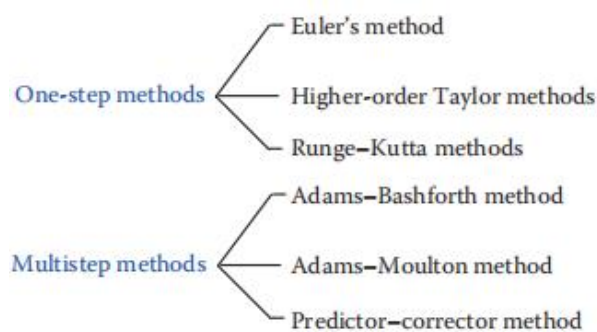 Euler's method
One-step methods
Higher-order Taylor methods
Runge–Kutta methods
Adams–Bashforth method
Multistep methods
Adams–Moulton method
Predictor–corrector method